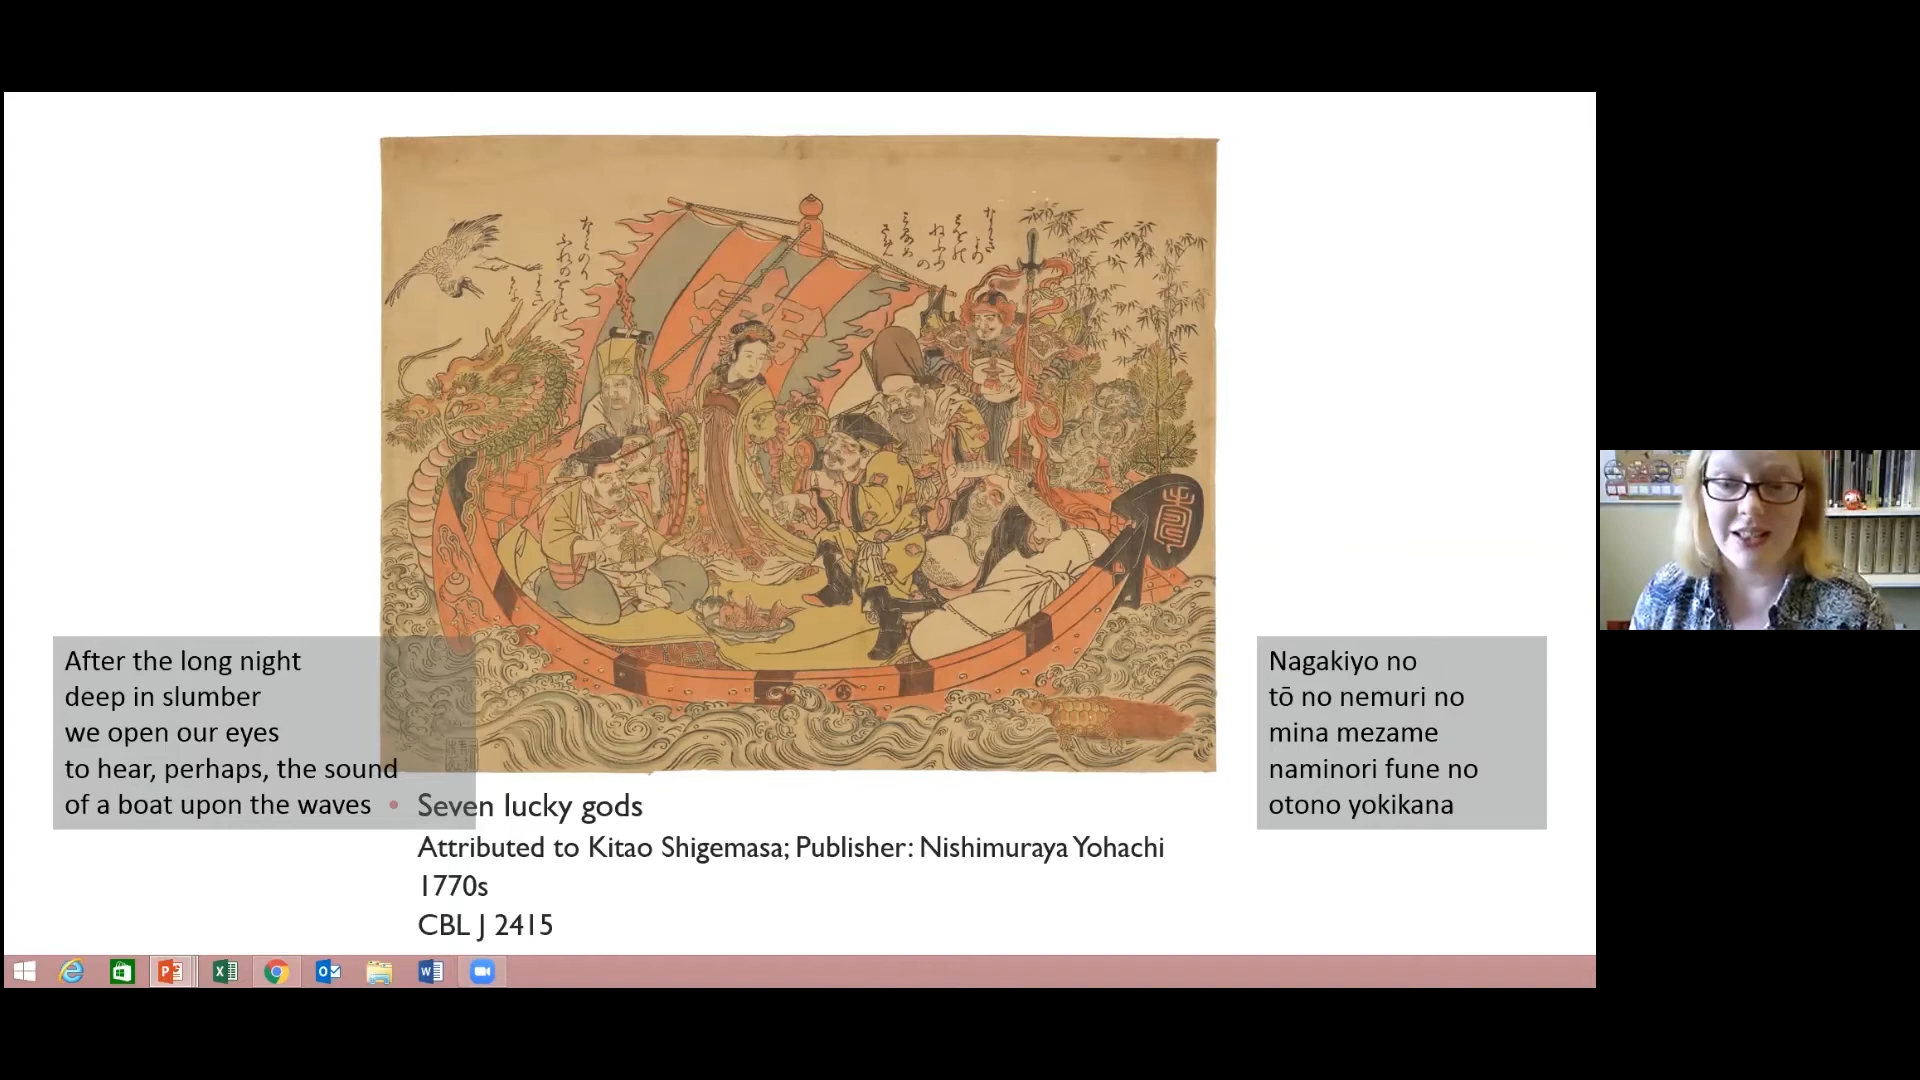 After the long night
deep in slumber
we open our eyes
to hear, perhaps, the sound
of a boat upon the waves
Nagakiyo no
tō no nemuri no
mina mezame
naminori fune no
otono yokikana
• Seven lucky gods
Attributed to Kitao Shigemasa; Publisher: Nishimuraya Yohachi
1770s
CBL J 2415